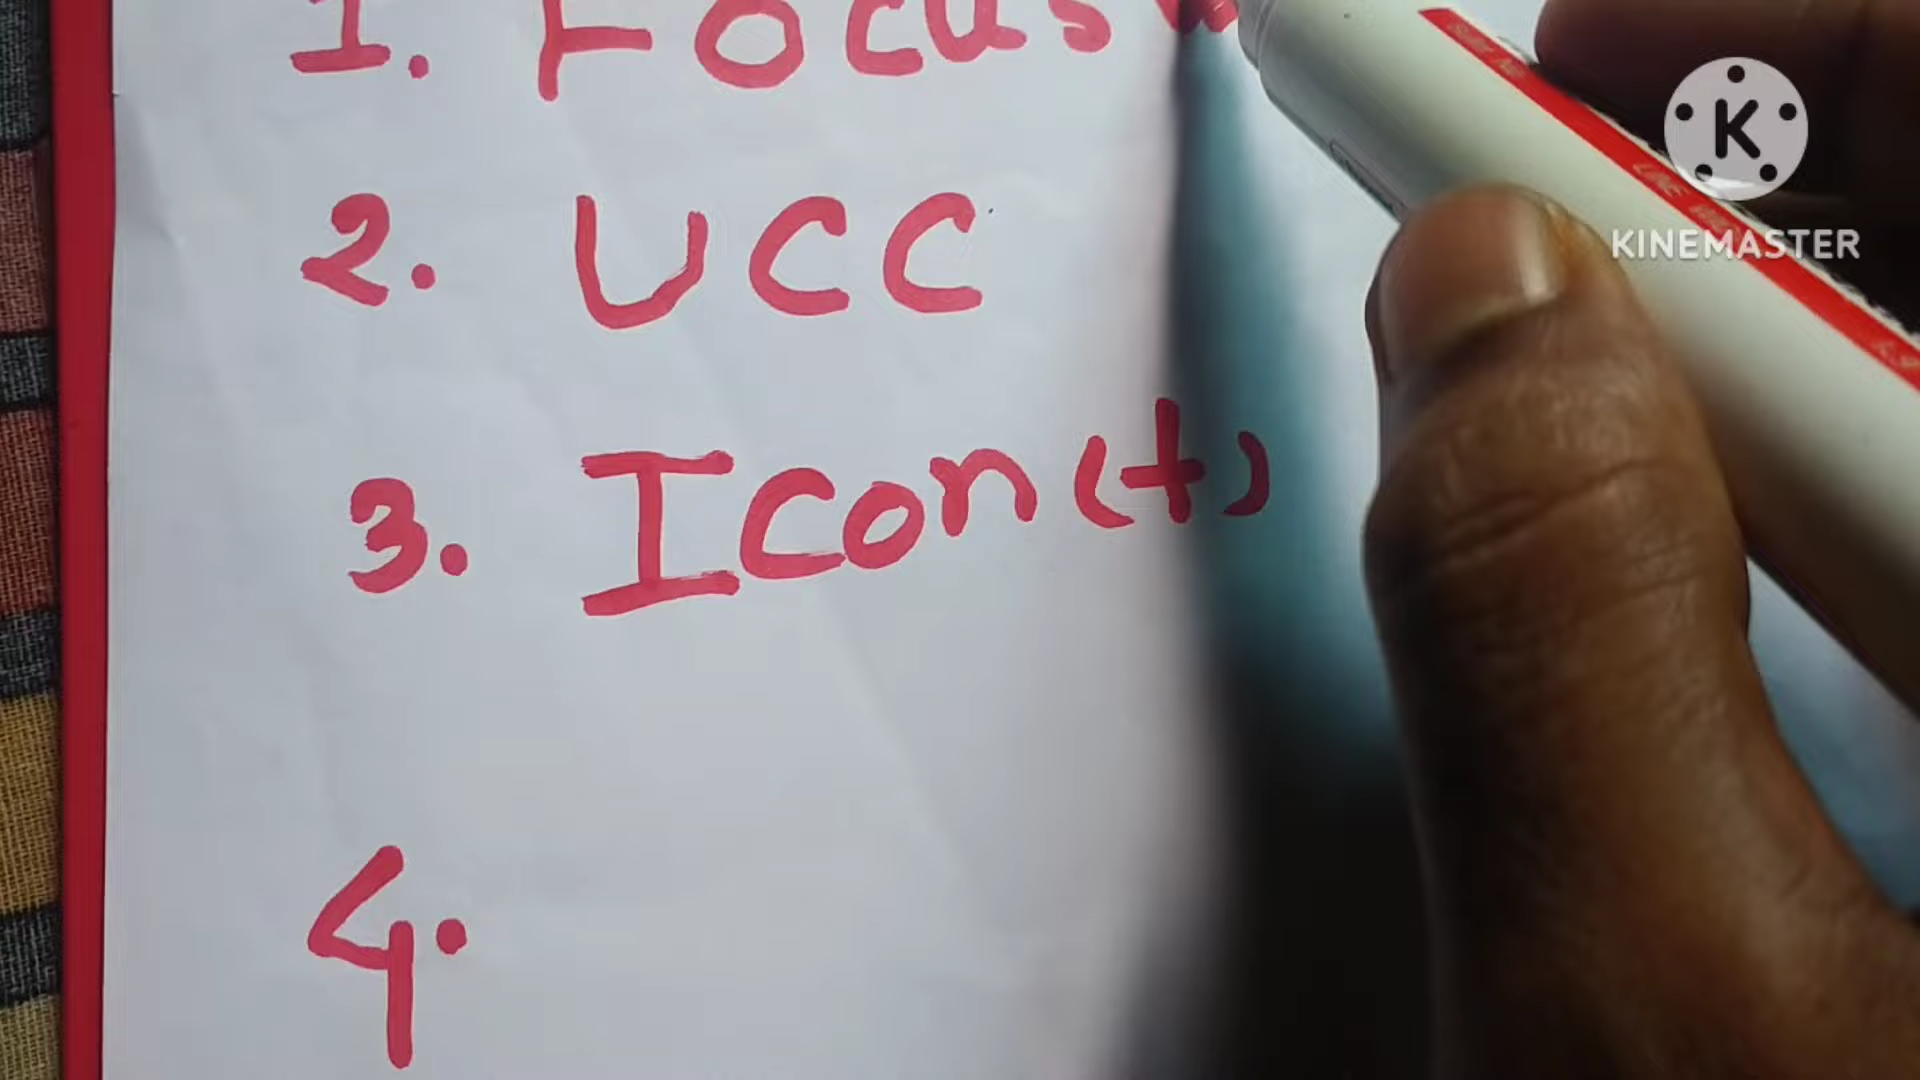 1. Focus
2. UCC
3. Icon(+)
4.
K
KINEMASTER